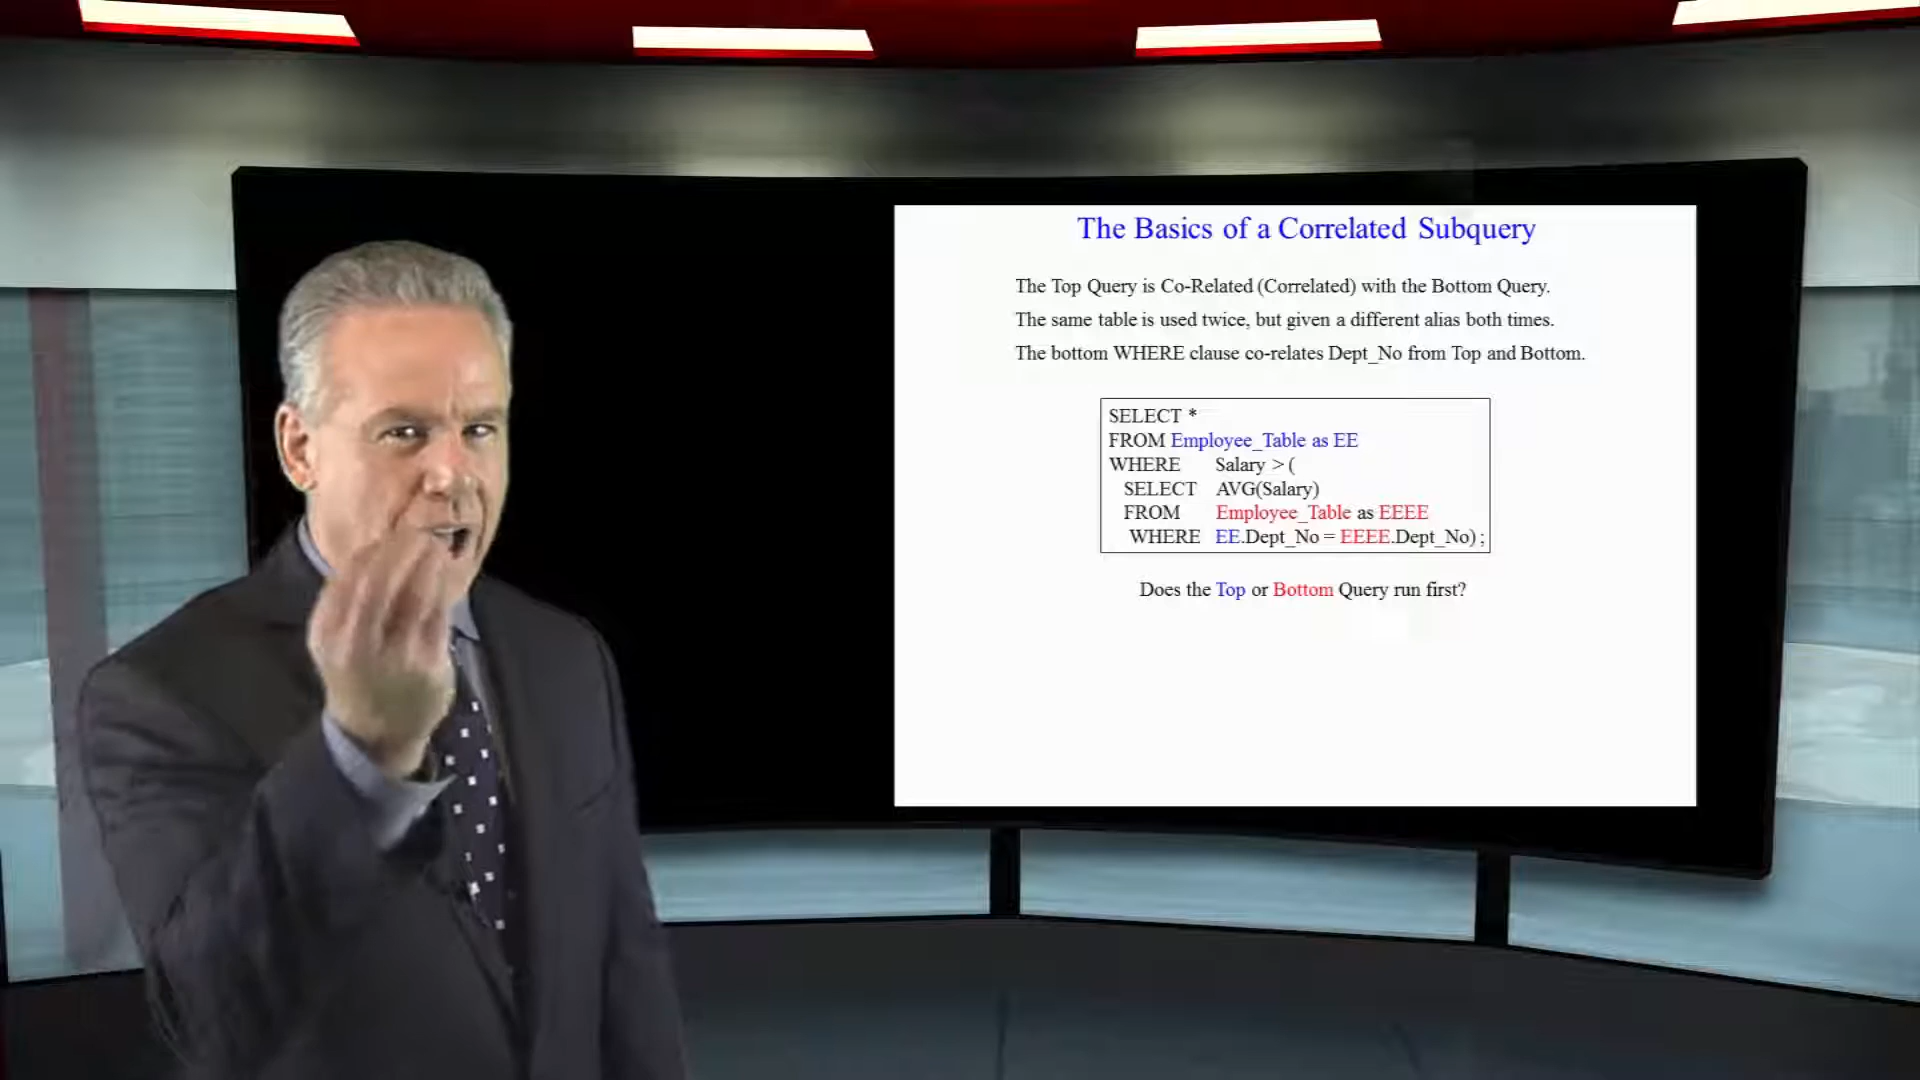 The Basics of a Correlated Subquery
The Top Query is Co-Related (Correlated) with the Bottom Query.
The same table is used twice, but given a different alias both times.
The bottom WHERE clause co-relates Dept_No from Top and Bottom.
SELECT *
FROM Employee_Table as EE
WHERE Salary > (
SELECT AVG(Salary)
FROM Employee_Table as EEEE
WHERE EE.Dept_No = EEEE.Dept_No) ;
Does the Top or Bottom Query run first?